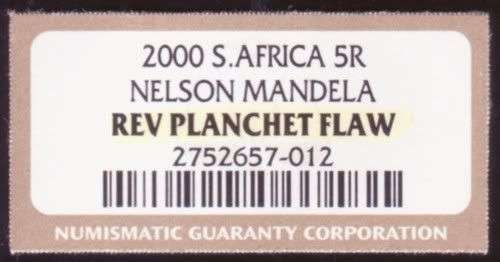 2000 S.AFRICA 5R
NELSON MANDELA
REV PLANCHET FLAW
2752657-012
NUMISMATIC GUARANTY CORPORATION